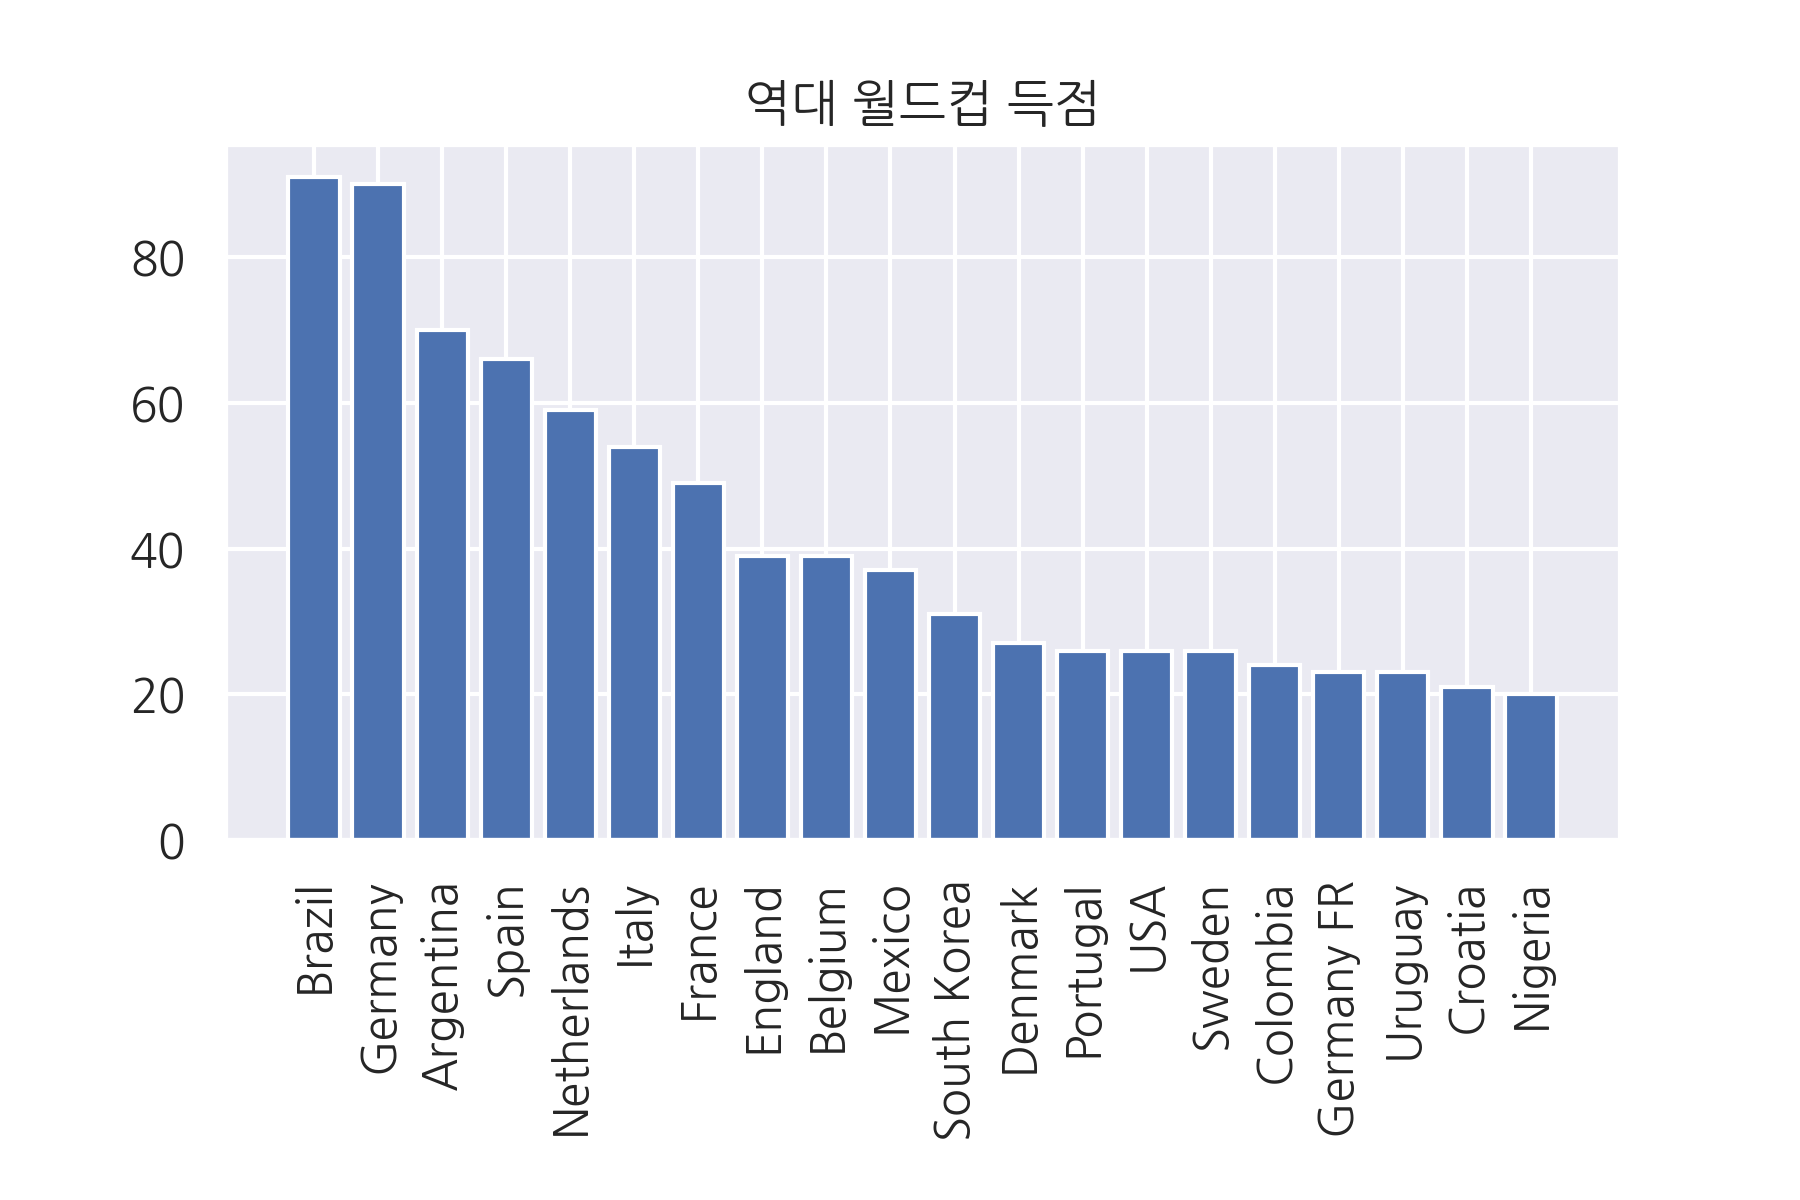 역대 월드컵 득점
80
60
40
20
0
Brazil
Germany
Argentina
Spain
Netherlands
Italy
France
England
Belgium
Mexico
South Korea
Denmark
Portugal
USA
Sweden
Colombia
Germany FR
Uruguay
Croatia
Nigeria